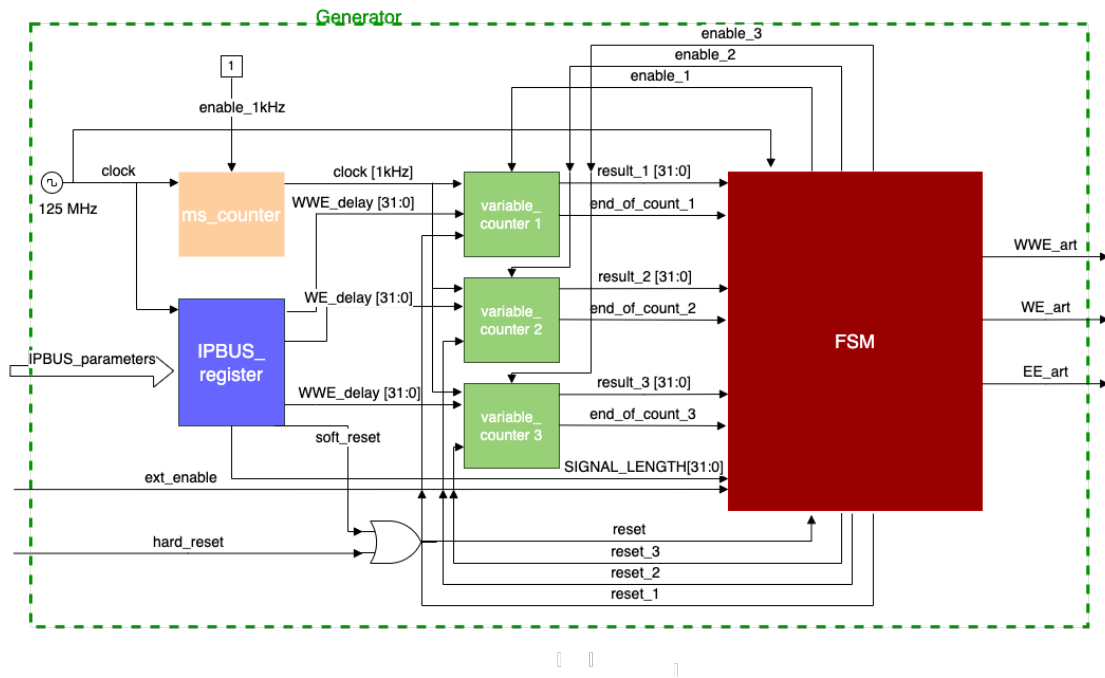 Generator
enable_3
enable_2
enable_1
1
enable_1kHz
clock
125 MHz
ms_counter
clock [1kHz]
WWE_delay [31:0]
variable_
counter 1
result_1 [31:0]
end_of_count_1
WE_delay [31:0]
variable_
counter 2
result_2 [31:0]
end_of_count_2
IPBUS_parameters
IPBUS_
register
WWE_delay [31:0]
variable_
counter 3
result_3 [31:0]
end_of_count_3
FSM
WWE_art
WE_art
EE_art
soft_reset
SIGNAL_LENGTH[31:0]
ext_enable
hard_reset
reset
reset_3
reset_2
reset_1